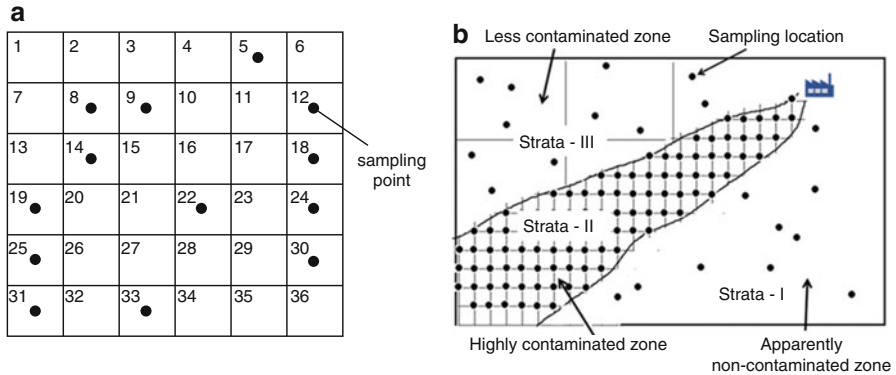 a
1 2 3 4 5 6
7 8 9 10 11 12
13 14 15 16 17 18
19 20 21 22 23 24
25 26 27 28 29 30
31 32 33 34 35 36
sampling
point
b
Less contaminated zone
Sampling location
Strata - III
Strata - II
Strata - I
Highly contaminated zone
Apparently
non-contaminated zone